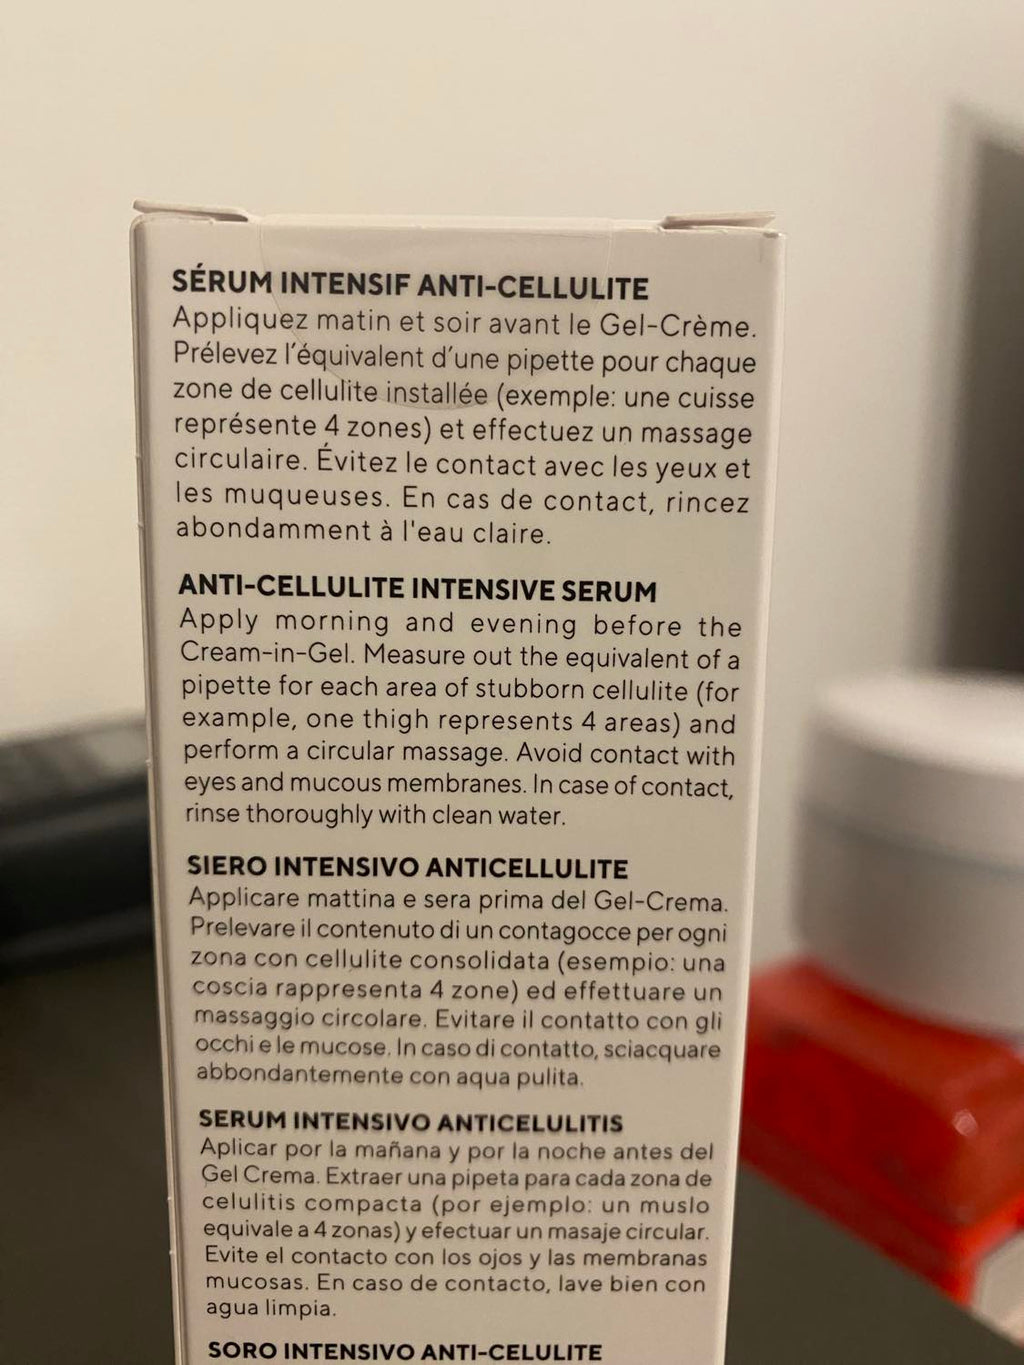 SÉRUM INTENSIF ANTI-CELLULITE
Appliquez matin et soir avant le Gel-Crème.
Prélevez l'équivalent d'une pipette pour chaque
zone de cellulite installée (exemple: une cuisse
représente 4 zones) et effectuez un massage
circulaire. Évitez le contact avec les yeux et
les muqueuses. En cas de contact, rincez
abondamment à l'eau claire.
ANTI-CELLULITE INTENSIVE SERUM
Apply morning and evening before the
Cream-in-Gel. Measure out the equivalent of a
pipette for each area of stubborn cellulite (for
example, one thigh represents 4 areas) and
perform a circular massage. Avoid contact with
eyes and mucous membranes. In case of contact,
rinse thoroughly with clean water.
SIERO INTENSIVO ANTICELLULITE
Applicare mattina e sera prima del Gel-Crema.
Prelevare il contenuto di un contagocce per ogni
zona con cellulite consolidata (esempio: una
coscia rappresenta 4 zone) ed effettuare un
massaggio circolare. Evitare il contatto con gli
occhi e le mucose. In caso di contatto, sciacquare
abbondantemente con aqua pulita.
SERUM INTENSIVO ANTICELULITIS
Aplicar por la mañana y por la noche antes del
Gel Crema. Extraer una pipeta para cada zona de
celulitis compacta (por ejemplo: un muslo
equivale a 4 zonas) y efectuar un masaje circular.
Evite el contacto con los ojos y las membranas
mucosas. En caso de contacto, lave bien con
agua limpia.
SORO INTENSIVO ANTI-CELULITE